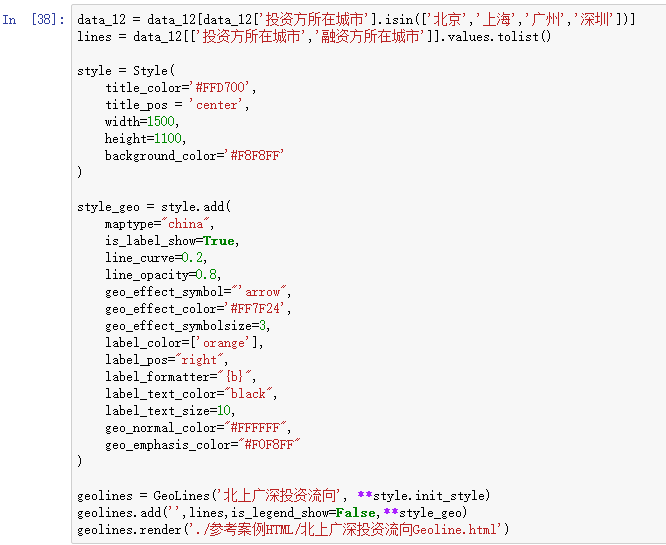 In [38]: data_12 = data_12[data_12['投资方所在城市'].isin(['北京','上海','广州','深圳'])]
lines = data_12[['投资方所在城市','融资方所在城市']].values.tolist()
style = Style(
title_color='#FFD700',
title_pos = 'center',
width=1500,
height=1100,
background_color='#F8F8FF'
)
style_geo = style.add(
maptype="china",
is_label_show=True,
line_curve=0.2,
line_opacity=0.8,
geo_effect_symbol="'arrow",
geo_effect_color='#FF7F24',
geo_effect_symbolsize=3,
label_color=['orange'],
label_pos="right",
label_formatter="{b}",
label_text_color="black",
label_text_size=10,
geo_normal_color="#FFFFFF",
geo_emphasis_color="#F0F8FF"
)
geolines = GeoLines('北上广深投资流向', **style.init_style)
geolines.add('',lines,is_legend_show=False,**style_geo)
geolines.render('./参考案例HTML/北上广深投资流向Geoline.html')